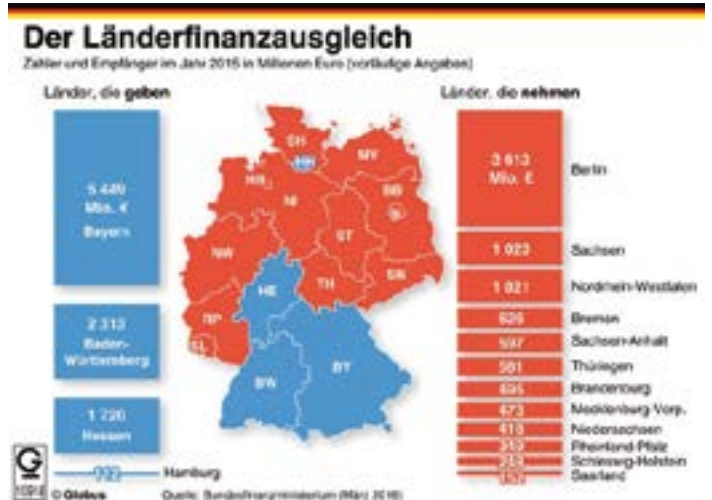 Der Länderfinanzausgleich
Zahler und Empfänger im Jahr 2015 in Millionen Euro (vorläufige Angaben)
Länder, die geben
5 449
Mio. €
Bayern
2 313
Baden-
Württemberg
1 720
Hessen
Hamburg
SH
HH
MV
HB
NI
BB
ST
NW
SN
TH
HE
RP
SL
BY
BW
Länder, die nehmen
3 613
Mio. €
Berlin
1 023
Sachsen
1 021
Nordrhein-Westfalen
626
Bremen
597
Sachsen-Anhalt
581
Thüringen
Brandenburg
473
Mecklenburg-Vorp.
418
Niedersachsen
Rheinland-Pfalz
Schleswig-Holstein
Saarland
G
© Globus
Quelle: Bundesfinanzministerium (März 2016)